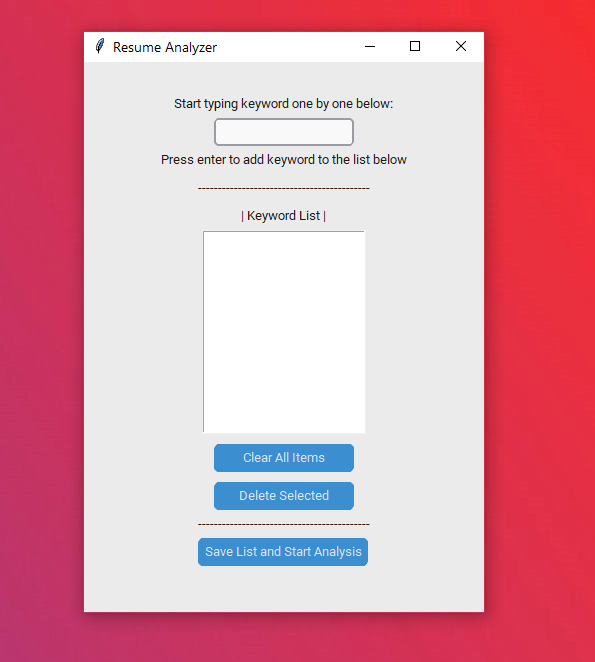 Resume Analyzer
Start typing keyword one by one below:
Press enter to add keyword to the list below
-------------------------------------------
| Keyword List |
Clear All Items
Delete Selected
-------------------------------------------
Save List and Start Analysis